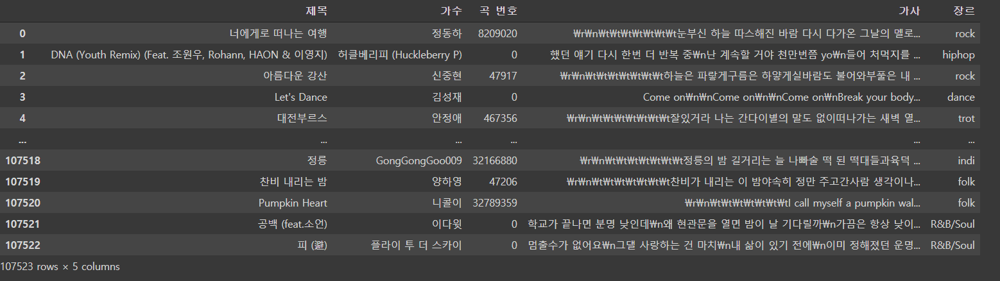 제목 가수 곡 번호 가사 장르
0 너에게로 떠나는 여행 정동하 8209020 ₩r₩n₩t₩t₩t₩t₩t₩t₩t₩t눈부신 하늘 따스해진 바람 다시 다가온 그날의 멜로... rock
1 DNA (Youth Remix) (Feat. 조원우, Rohann, HAON & 이영지) 허클베리피 (Huckleberry P) 0 했던 얘기 다시 한번 더 반복 중₩n난 계속할 거야 천만번쯤 yo₩n들어 처먹지를 ... hiphop
2 아름다운 강산 신중현 47917 ₩r₩n₩t₩t₩t₩t₩t₩t₩t₩t하늘은 파랗게구름은 하얗게실바람도 불어와부풀은 내 ... rock
3 Let's Dance 김성재 0 Come on₩n₩nCome on₩n₩nCome on₩nBreak your body... dance
4 대전부르스 안정애 467356 ₩r₩n₩t₩t₩t₩t₩t₩t₩t₩t잘있거라 나는 간다이별의 말도 없이떠나가는 새벽 열... trot
... ... ... ... ... ...
107518 정릉 GongGongGoo009 32166880 ₩r₩n₩t₩t₩t₩t₩t₩t₩t₩t정릉의 밤 길거리는 늘 나빠술 떡 된 떡대들과육덕 ... indi
107519 찬비 내리는 밤 양하영 47206 ₩r₩n₩t₩t₩t₩t₩t₩t₩t₩t찬비가 내리는 이 밤야속히 정만 주고간사람 생각이나... folk
107520 Pumpkin Heart 니콜이 32789359 ₩r₩n₩t₩t₩t₩t₩t₩t₩t₩tI call myself a pumpkin wal... folk
107521 공백 (feat.소언) 이다윗 0 학교가 끝나면 분명 낮인데₩n왜 현관문을 열면 밤이 날 기다릴까₩n가끔은 항상 낮이... R&B/Soul
107522 피 (避) 플라이 투 더 스카이 0 멈출수가 없어요₩n그댈 사랑하는 건 마치₩n내 삶이 있기 전에₩n이미 정해졌던 운명... R&B/Soul
107523 rows × 5 columns